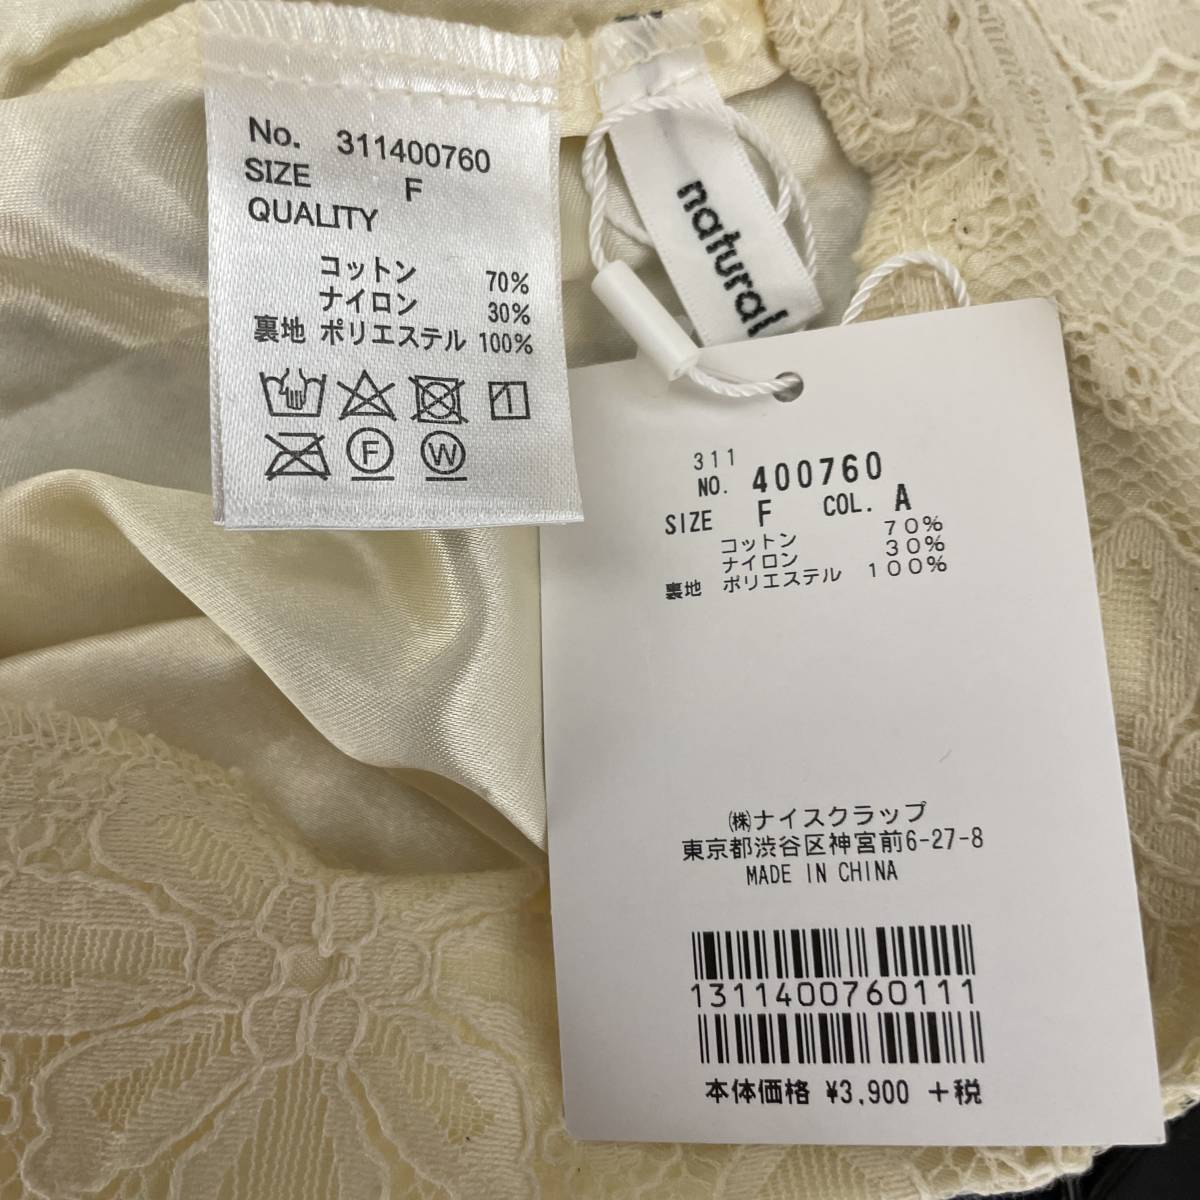 No. 311400760
SIZE F
QUALITY
コットン 70%
ナイロン 30%
裏地 ポリエステル 100%
F
W
natural
311
NO. 400760
SIZE F COL. A
コットン 70%
ナイロン 30%
裏地 ポリエステル 100%
㈱ナイスクラップ
東京都渋谷区神宮前6-27-8
MADE IN CHINA
1311400760111
本体価格 ¥3,900 +税